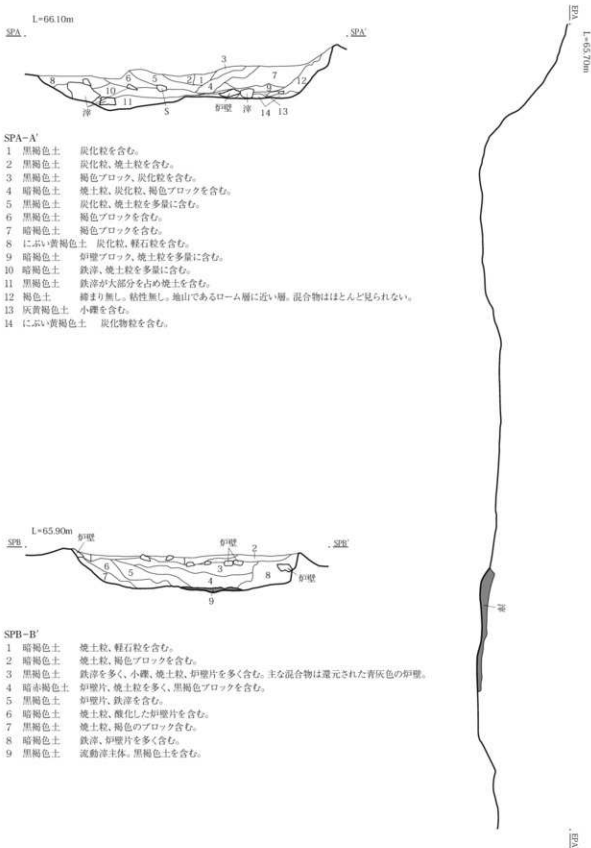 L=66.10m
SPA
SPA'
3
8
6
5
2
1
7
4
12
10
9
11
滓
S
炉壁
滓
14
13
SPA-A'
1 黒褐色土 炭化粒を含む。
2 黒褐色土 炭化粒、焼土粒を含む。
3 黒褐色土 褐色ブロック、炭化粒を含む。
4 暗褐色土 焼土粒、炭化粒、褐色ブロックを含む。
5 黒褐色土 炭化粒、焼土粒を多量に含む。
6 黒褐色土 褐色ブロックを含む。
7 暗褐色土 褐色ブロックを含む。
8 にぶい黄褐色土 炭化粒、軽石粒を含む。
9 暗褐色土 炉壁ブロック、焼土粒を多量に含む。
10 暗褐色土 鉄滓、焼土粒を多量に含む。
11 黒褐色土 鉄滓が大部分を占め焼土を含む。
12 褐色土 締まり無し。粘性無し。地山であるローム層に近い層。混合物はほとんど見られない。
13 灰黄褐色土 小礫を含む。
14 にぶい黄褐色土 炭化物粒を含む。
L=65.90m
SPB
SPB'
炉壁
炉壁
2
6
5
3
7
4
8
炉壁
9
SPB-B'
1 暗褐色土 焼土粒、軽石粒を含む。
2 暗褐色土 焼土粒、褐色ブロックを含む。
3 黒褐色土 鉄滓を多く、小礫、焼土粒、炉壁片を多く含む。主な混合物は還元された青灰色の炉壁。
4 暗赤褐色土 炉壁片、焼土粒を多く、黒褐色ブロックを含む。
5 黒褐色土 炉壁片、鉄滓を含む。
6 暗褐色土 焼土粒、酸化した炉壁片を含む。
7 黒褐色土 焼土粒、褐色のブロック含む。
8 暗褐色土 鉄滓、炉壁片を多く含む。
9 黒褐色土 流動滓主体。黒褐色土を含む。
EPA
L=65.70m
滓
EPA'